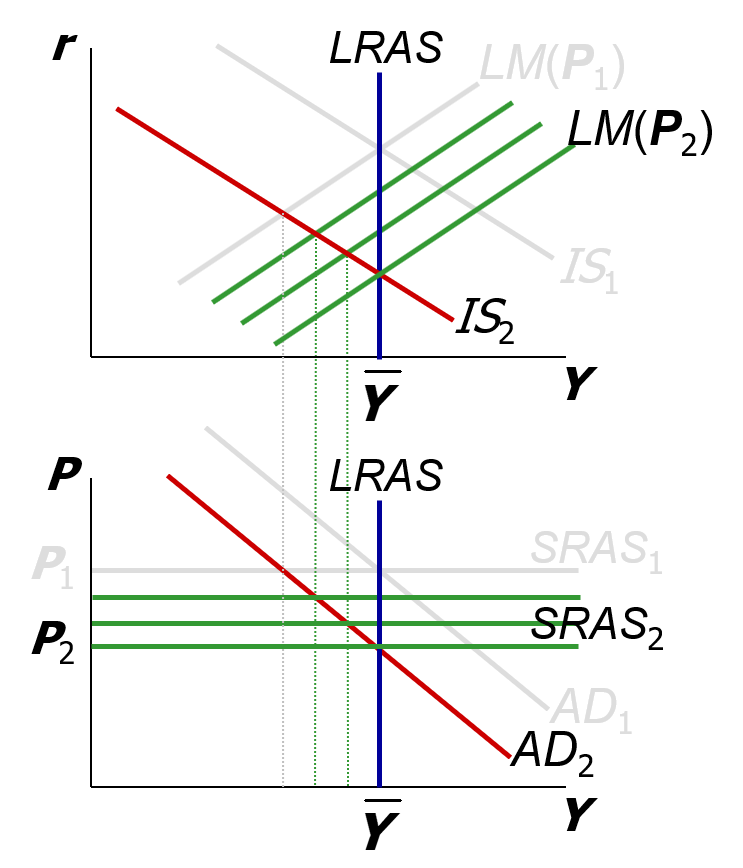 r
LRAS
LM(P₁)
LM(P₂)
IS₁
IS₂
Y
Y̅
P
LRAS
SRAS₁
P₁
SRAS₂
P₂
AD₁
AD₂
Y
Y̅